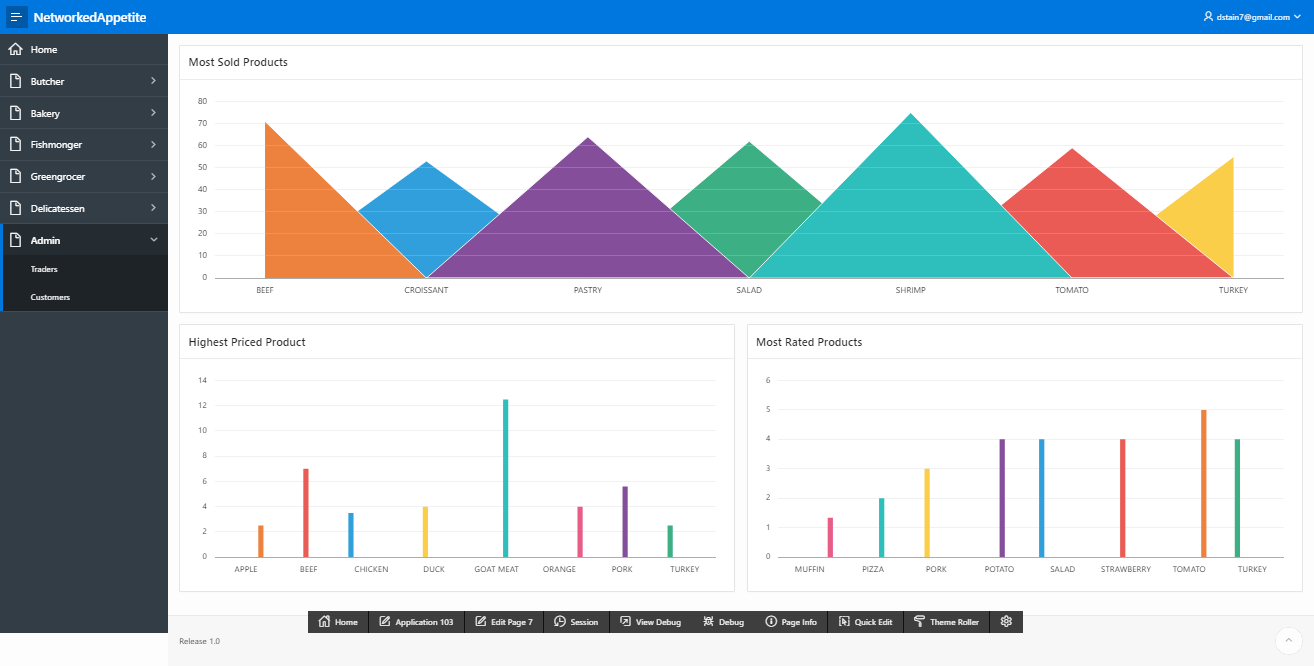 NetworkedAppetite
dstain7@gmail.com
Home
Butcher
Bakery
Fishmonger
Greengrocer
Delicatessen
Admin
Traders
Customers
Most Sold Products
80
70
60
50
40
30
20
10
0
BEEF CROISSANT PASTRY SALAD SHRIMP TOMATO TURKEY
Highest Priced Product
14
12
10
8
6
4
2
0
APPLE BEEF CHICKEN DUCK GOAT MEAT ORANGE PORK TURKEY
Most Rated Products
6
5
4
3
2
1
0
MUFFIN PIZZA PORK POTATO SALAD STRAWBERRY TOMATO TURKEY
Home Application 103 Edit Page 7 Session View Debug Debug Page Info Quick Edit Theme Roller
Release 1.0